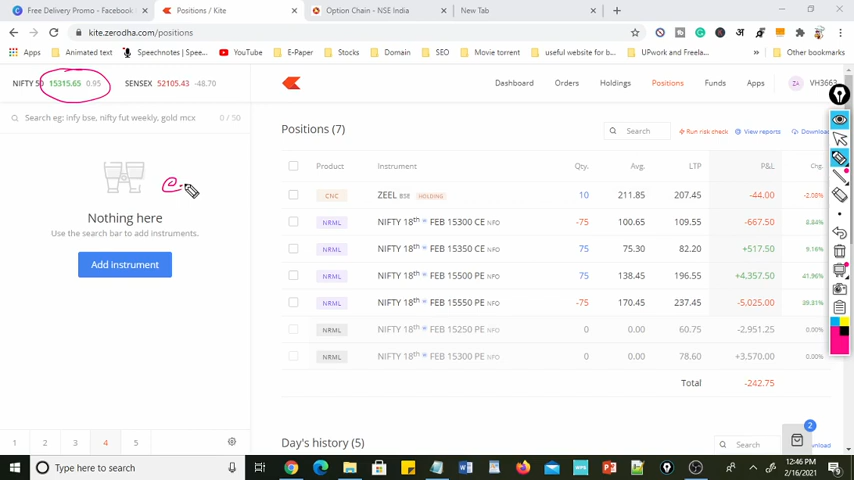 Free Delivery Promo - Facebook
Positions / Kite
Option Chain - NSE India
New Tab
kite.zerodha.com/positions
Apps
Animated text
Speechnotes | Speec
YouTube
E-Paper
Stocks
Domain
SEO
Movie torrent
useful website for b
UPwork and Freela
Other bookmarks
NIFTY 50 15315.65 0.95 SENSEX 52105.43 -48.70
Dashboard Orders Holdings Positions Funds Apps ZA VH3663
Search eg: infy bse, nifty fut weekly, gold mcx 0 / 50
Nothing here
Use the search bar to add instruments.
Add instrument
Positions (7) Search Run risk check View reports Download
Product Instrument Qty. Avg. LTP P&L Chg.
CNC ZEEL BSE HOLDING 10 211.85 207.45 -44.00 -2.08%
NRML NIFTY 18th w FEB 15300 CE NFO -75 100.65 109.55 -667.50 8.84%
NRML NIFTY 18th w FEB 15350 CE NFO 75 75.30 82.20 +517.50 9.16%
NRML NIFTY 18th w FEB 15500 PE NFO 75 138.45 196.55 +4,357.50 41.96%
NRML NIFTY 18th w FEB 15550 PE NFO -75 170.45 237.45 -5,025.00 39.31%
NRML NIFTY 18th w FEB 15250 PE NFO 0 0.00 60.75 -2,951.25 0.00%
NRML NIFTY 18th w FEB 15300 PE NFO 0 0.00 78.60 +3,570.00 0.00%
Total -242.75
Day's history (5) Search
2
1 2 3 4 5
Type here to search
12:46 PM
2/16/2021